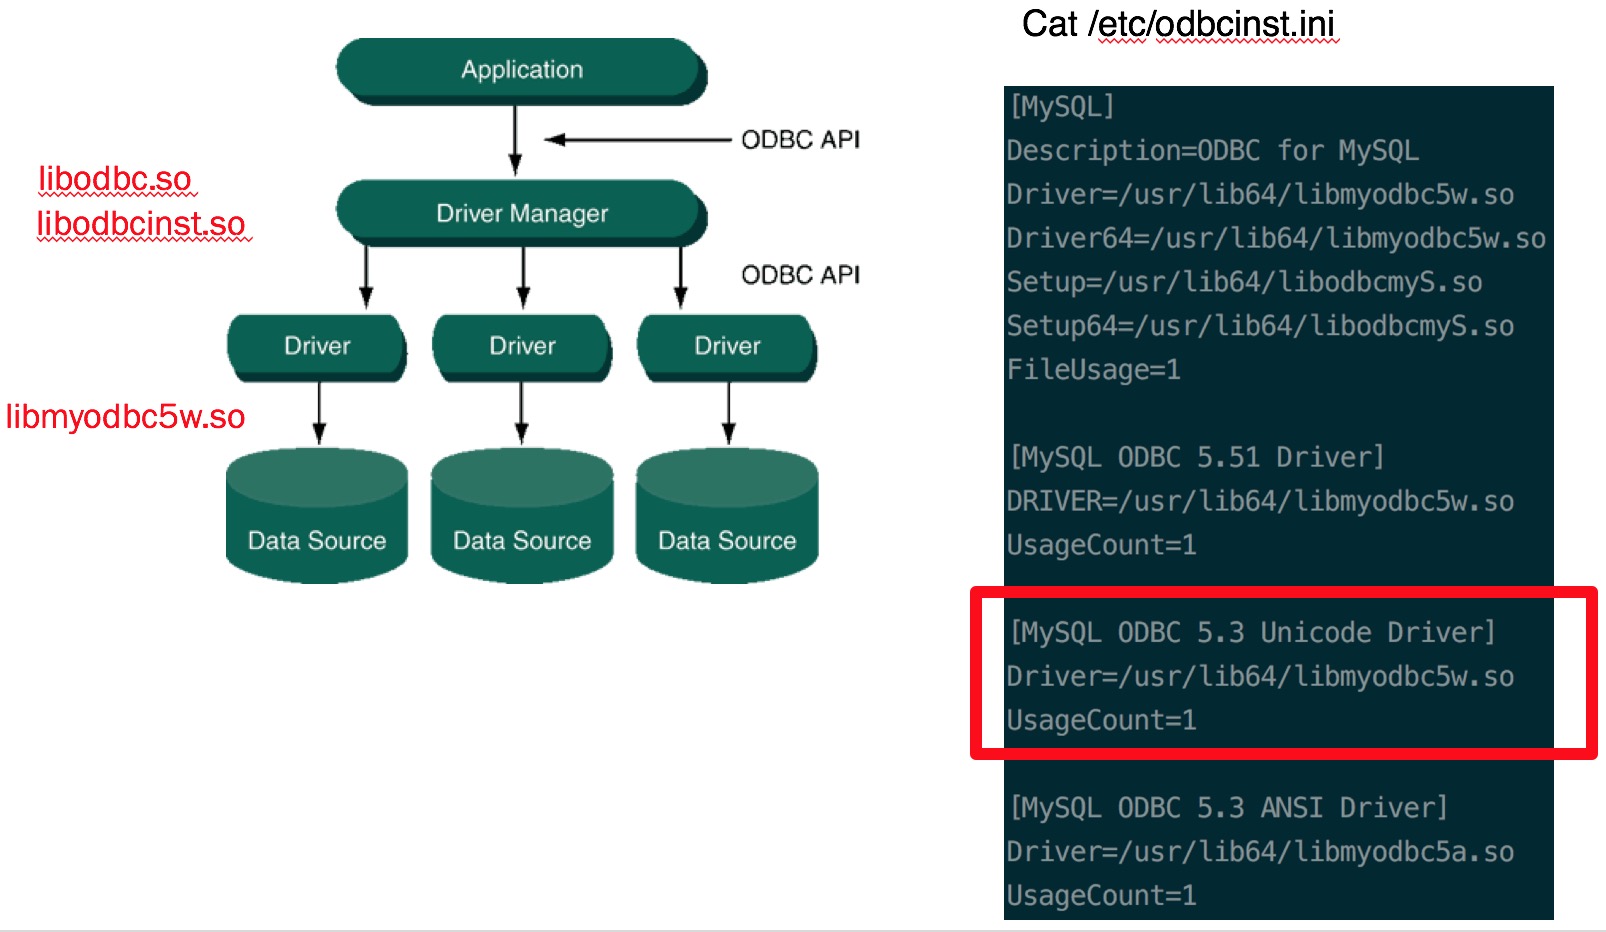 Cat /etc/odbcinst.ini
Application
ODBC API
libodbc.so
libodbcinst.so
Driver Manager
ODBC API
Driver
Driver
Driver
libmyodbc5w.so
Data Source
Data Source
Data Source
[MySQL]
Description=ODBC for MySQL
Driver=/usr/lib64/libmyodbc5w.so
Driver64=/usr/lib64/libmyodbc5w.so
Setup=/usr/lib64/libodbcmyS.so
Setup64=/usr/lib64/libodbcmyS.so
FileUsage=1
[MySQL ODBC 5.51 Driver]
DRIVER=/usr/lib64/libmyodbc5w.so
UsageCount=1
[MySQL ODBC 5.3 Unicode Driver]
Driver=/usr/lib64/libmyodbc5w.so
UsageCount=1
[MySQL ODBC 5.3 ANSI Driver]
Driver=/usr/lib64/libmyodbc5a.so
UsageCount=1